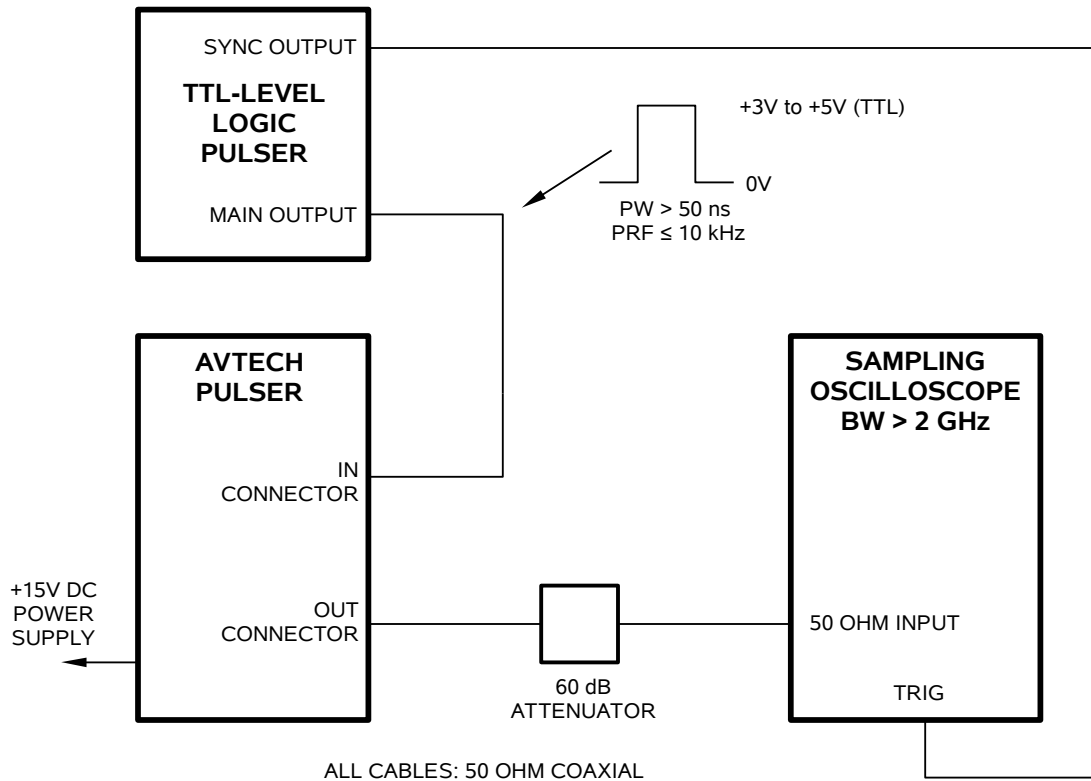 SYNC OUTPUT
TTL-LEVEL
LOGIC
PULSER
MAIN OUTPUT
+3V to +5V (TTL)
0V
PW > 50 ns
PRF ≤ 10 kHz
AVTECH
PULSER
IN
CONNECTOR
OUT
CONNECTOR
+15V DC
POWER
SUPPLY
60 dB
ATTENUATOR
SAMPLING
OSCILLOSCOPE
BW > 2 GHz
50 OHM INPUT
TRIG
ALL CABLES: 50 OHM COAXIAL